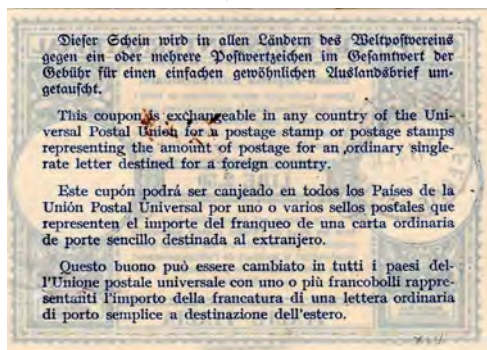 Dieser Schein wird in allen Ländern des Weltpostvereins
gegen ein oder mehrere Postwertzeichen im Gesamtwert der
Gebühr für einen einfachen gewöhnlichen Auslandsbrief um-
getauscht.
This coupon is exchangeable in any country of the Uni-
versal Postal Union for a postage stamp or postage stamps
representing the amount of postage for an ordinary single-
rate letter destined for a foreign country.
Este cupón podrá ser canjeado en todos los Países de la
Unión Postal Universal por uno o varios sellos postales que
representen el importe del franqueo de una carta ordinaria
de porte sencillo destinada al extranjero.
Questo buono può essere cambiato in tutti i paesi del-
l'Unione postale universale con uno o più francobolli rappre-
sentanti l'importo della francatura di una lettera ordinaria
di porto semplice a destinazione dell'estero.